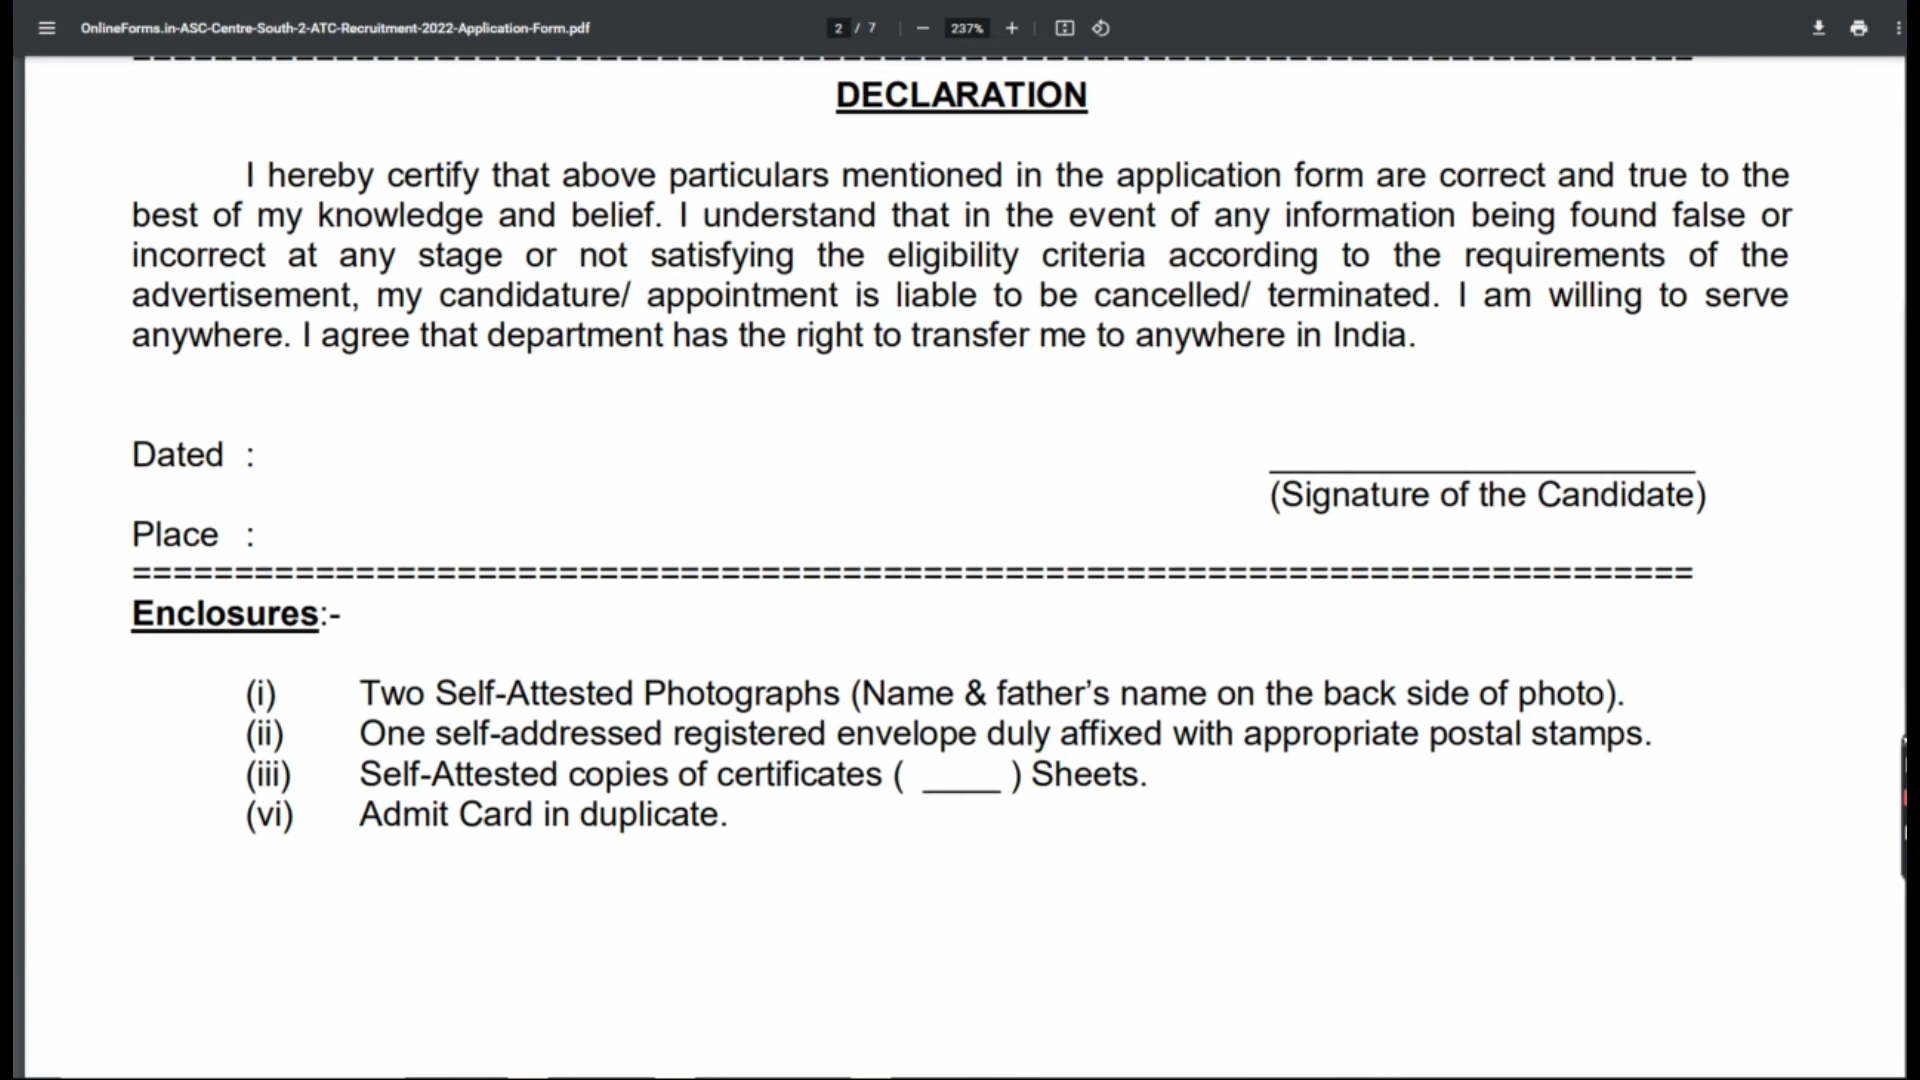 OnlineForms.in-ASC-Centre-South-2-ATC-Recruitment-2022-Application-Form.pdf 2 / 7 — 237% +
DECLARATION
I hereby certify that above particulars mentioned in the application form are correct and true to the
best of my knowledge and belief. I understand that in the event of any information being found false or
incorrect at any stage or not satisfying the eligibility criteria according to the requirements of the
advertisement, my candidature/ appointment is liable to be cancelled/ terminated. I am willing to serve
anywhere. I agree that department has the right to transfer me to anywhere in India.
Dated :
(Signature of the Candidate)
Place :
Enclosures:-
(i) Two Self-Attested Photographs (Name & father’s name on the back side of photo).
(ii) One self-addressed registered envelope duly affixed with appropriate postal stamps.
(iii) Self-Attested copies of certificates ( ____ ) Sheets.
(vi) Admit Card in duplicate.